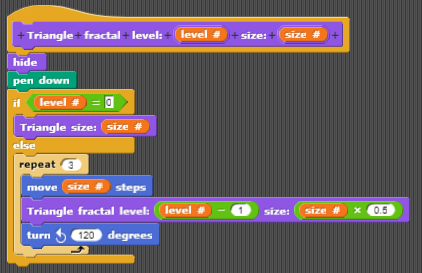 + Triangle + fractal + level: + level # + size: + size # +
hide
pen down
if level # = 0
Triangle size: size #
else
repeat 3
move size # steps
Triangle fractal level: level # − 1 size: size # × 0.5
turn 120 degrees